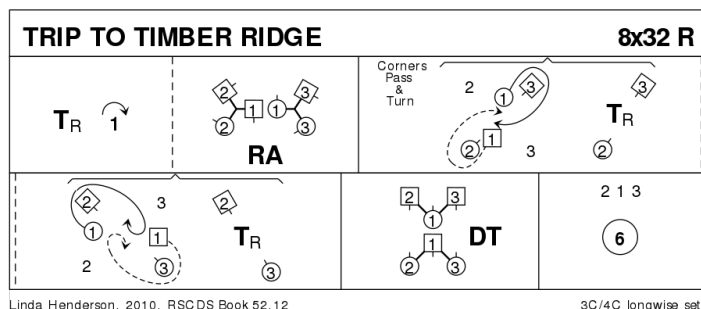 TRIP TO TIMBER RIDGE 8x32 R
TR 1
2 3
1 1
2 3
RA
Corners
Pass
&
Turn
2 3 3
1
TR
1
2 3 2
2 3 2
1 1
TR
2 3 3
2 3
1
1
2 3
DT
2 1 3
6
Linda Henderson, 2010, RSCDS Book 52.12 3C/4C longwise set